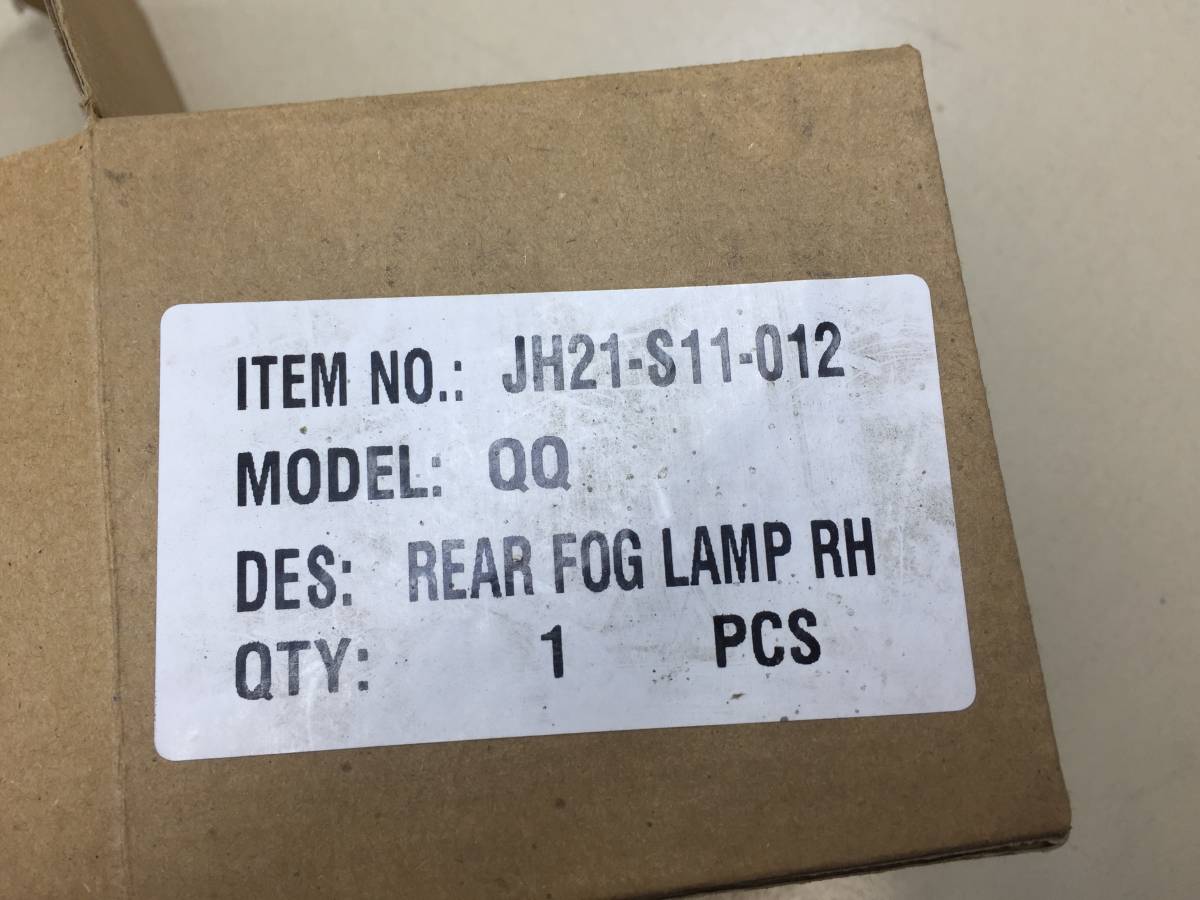 ITEM NO.: JH21-S11-012
MODEL: QQ
DES: REAR FOG LAMP RH
QTY: 1 PCS